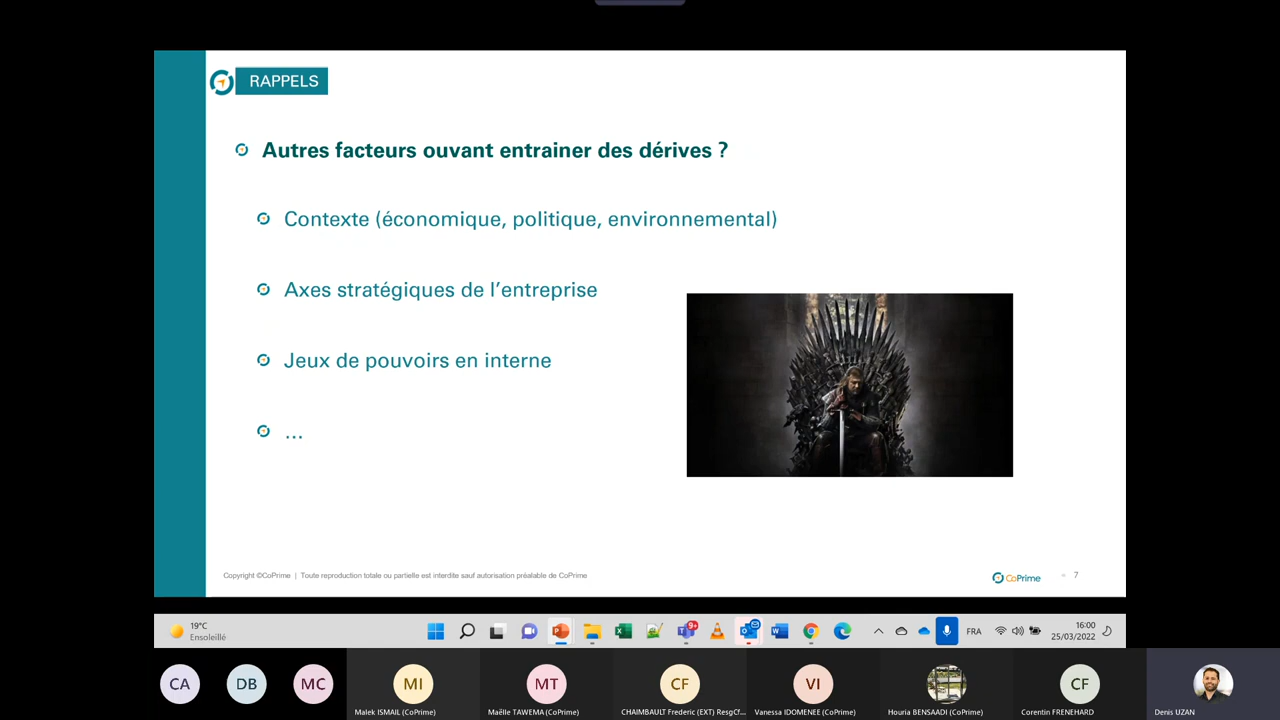 RAPPELS
Autres facteurs ouvant entrainer des dérives ?
Contexte (économique, politique, environnemental)
Axes stratégiques de l’entreprise
Jeux de pouvoirs en interne
…
Copyright ©CoPrime | Toute reproduction totale ou partielle est interdite sauf autorisation préalable de CoPrime
CoPrime
7
19°C
Ensoleillé
9+
FRA
16:00
25/03/2022
CA
DB
MC
MI
MT
CF
VI
CF
Malek ISMAIL (CoPrime)
Maëlle TAWEMA (CoPrime)
CHAIMBAULT Frederic (EXT) ResgCf...
Vanessa IDOMENEE (CoPrime)
Houria BENSAADI (CoPrime)
Corentin FRENEHARD
Denis UZAN